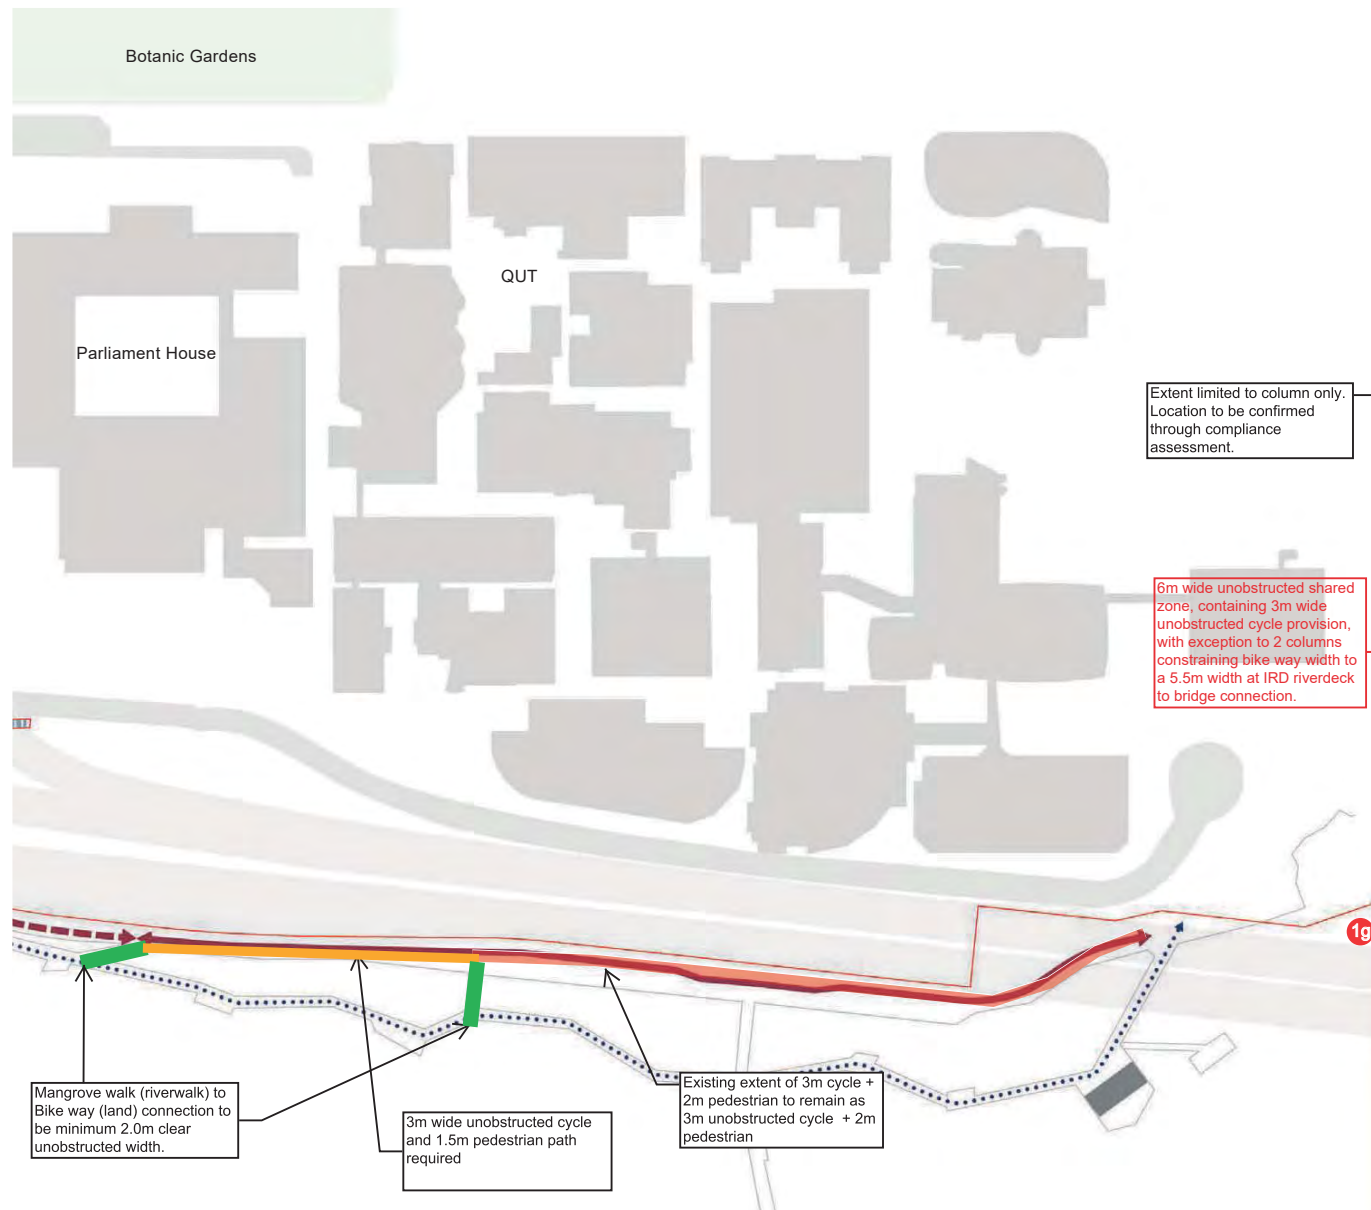 Botanic Gardens
QUT
Parliament House
Extent limited to column only.
Location to be confirmed
through compliance
assessment.
6m wide unobstructed shared
zone, containing 3m wide
unobstructed cycle provision,
with exception to 2 columns
constraining bike way width to
a 5.5m width at IRD riverdeck
to bridge connection.
1g
Mangrove walk (riverwalk) to
Bike way (land) connection to
be minimum 2.0m clear
unobstructed width.
3m wide unobstructed cycle
and 1.5m pedestrian path
required
Existing extent of 3m cycle +
2m pedestrian to remain as
3m unobstructed cycle + 2m
pedestrian